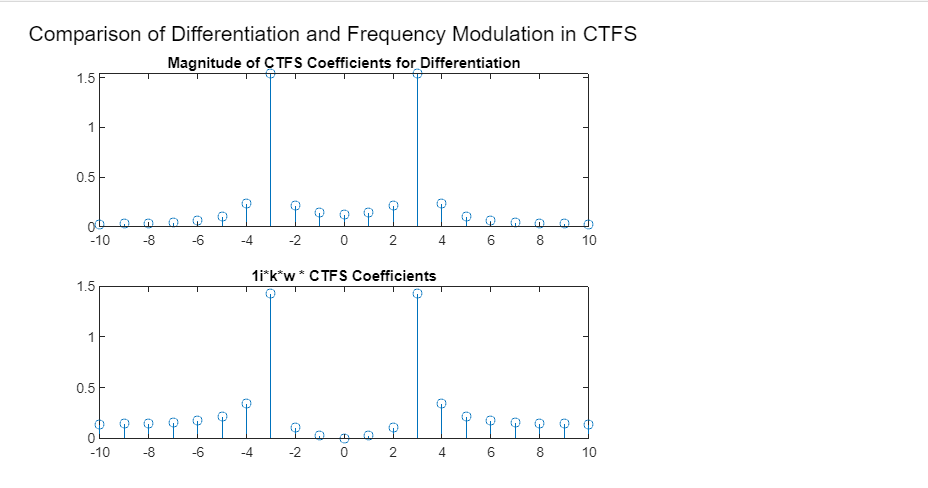 Comparison of Differentiation and Frequency Modulation in CTFS
Magnitude of CTFS Coefficients for Differentiation
1.5
1
0.5
0
-10 -8 -6 -4 -2 0 2 4 6 8 10
1i*k*w * CTFS Coefficients
1.5
1
0.5
0
-10 -8 -6 -4 -2 0 2 4 6 8 10